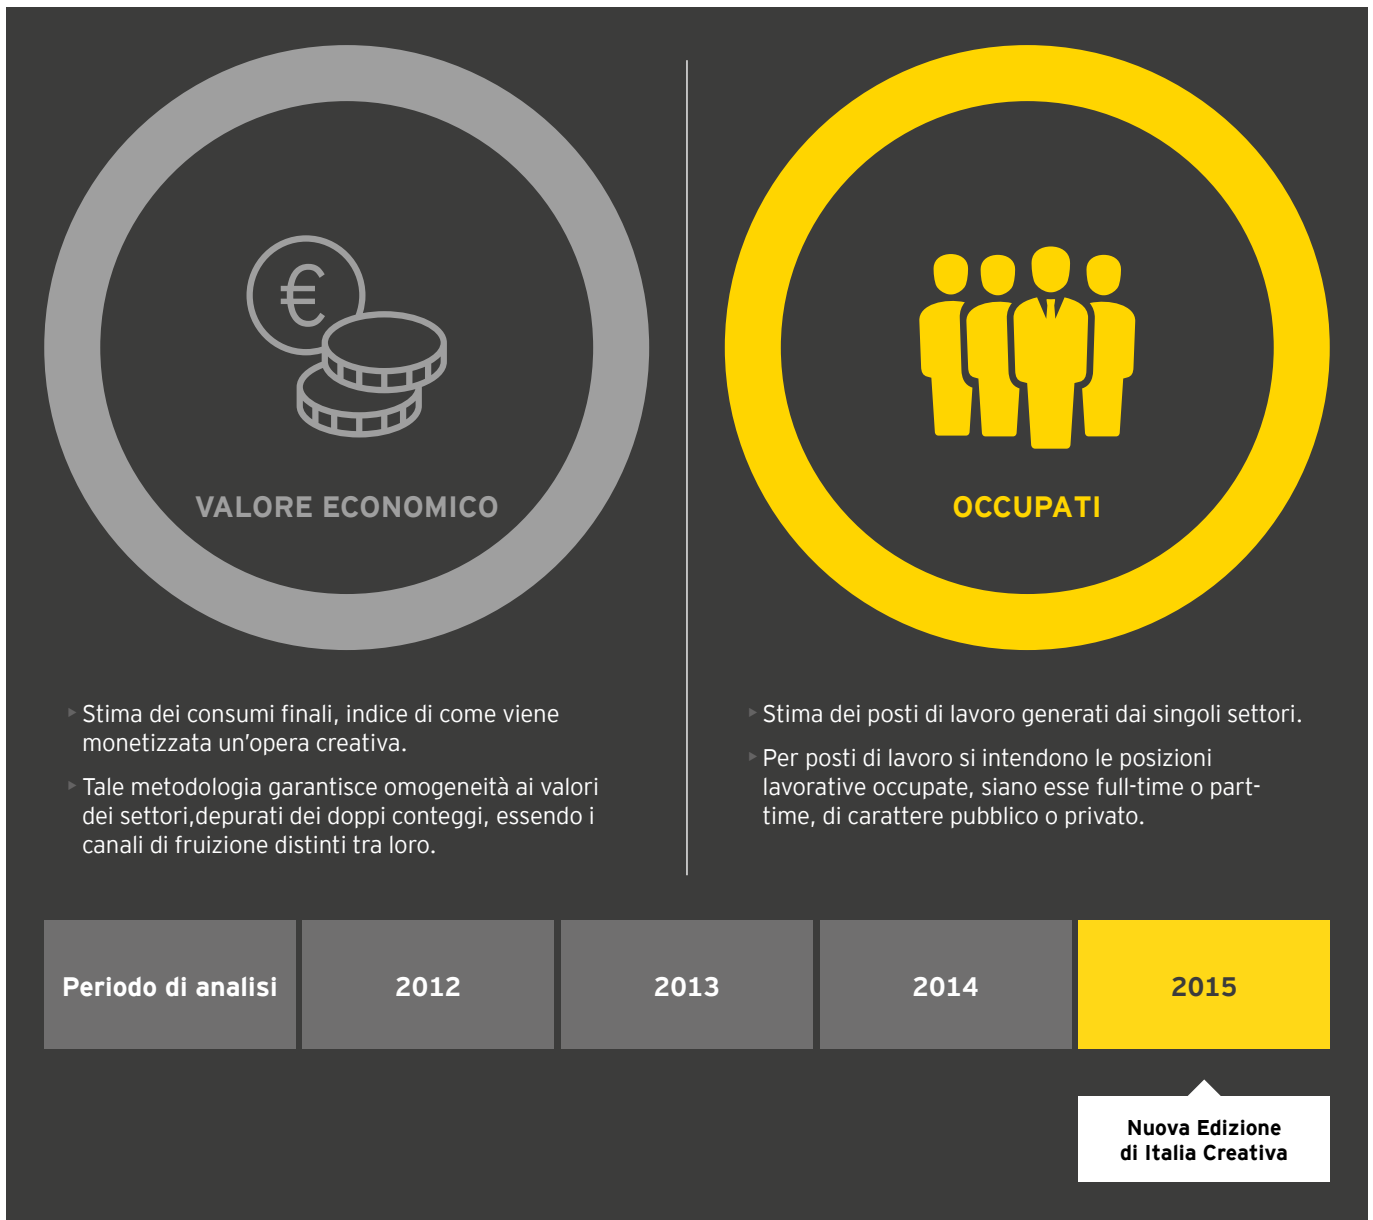 VALORE ECONOMICO
▸ Stima dei consumi finali, indice di come viene
monetizzata un’opera creativa.
▸ Tale metodologia garantisce omogeneità ai valori
dei settori,depurati dei doppi conteggi, essendo i
canali di fruizione distinti tra loro.
OCCUPATI
▸ Stima dei posti di lavoro generati dai singoli settori.
▸ Per posti di lavoro si intendono le posizioni
lavorative occupate, siano esse full-time o part-
time, di carattere pubblico o privato.
Periodo di analisi 2012 2013 2014 2015
Nuova Edizione
di Italia Creativa